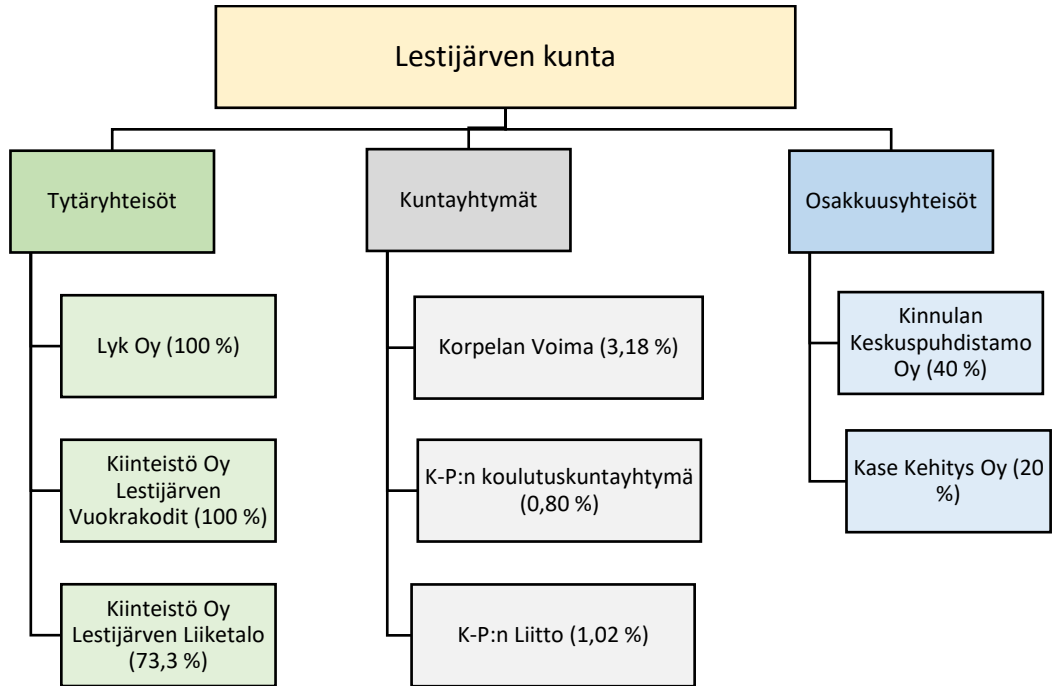 Lestijärven kunta
Tytäryhteisöt
Lyk Oy (100 %)
Kiinteistö Oy
Lestijärven
Vuokrakodit (100 %)
Kiinteistö Oy
Lestijärven Liiketalo
(73,3 %)
Kuntayhtymät
Korpelan Voima (3,18 %)
K-P:n koulutuskuntayhtymä
(0,80 %)
K-P:n Liitto (1,02 %)
Osakkuusyhteisöt
Kinnulan
Keskuspuhdistamo
Oy (40 %)
Kase Kehitys Oy (20
%)